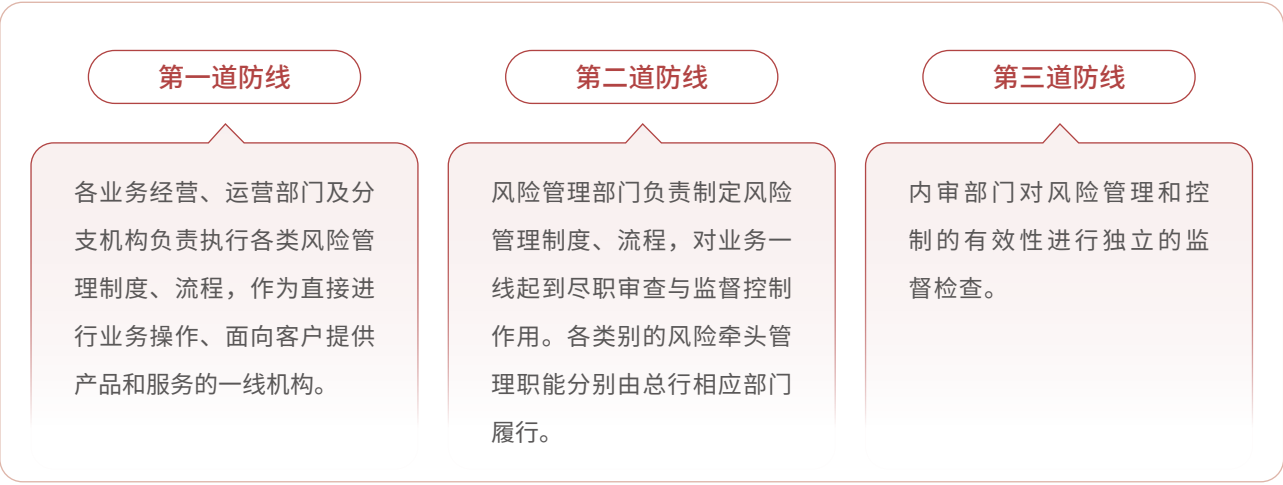 第一道防线
各业务经营、运营部门及分
支机构负责执行各类风险管
理制度、流程，作为直接进
行业务操作、面向客户提供
产品和服务的一线机构。
第二道防线
风险管理部门负责制定风险
管理制度、流程，对业务一
线起到尽职审查与监督控制
作用。各类别的风险牵头管
理职能分别由总行相应部门
履行。
第三道防线
内审部门对风险管理和控
制的有效性进行独立的监
督检查。